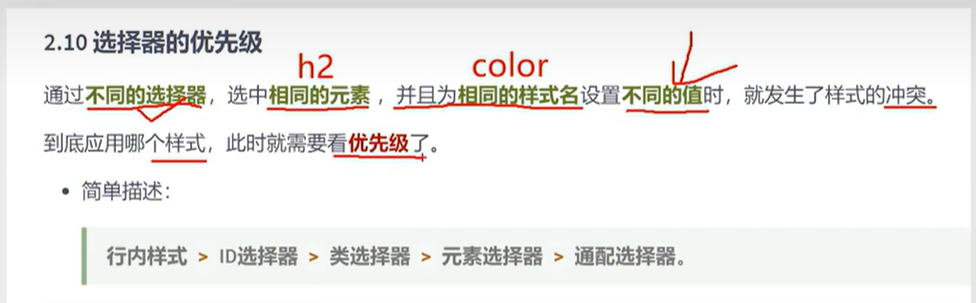 2.10 选择器的优先级
h2 color
通过不同的选择器，选中相同的元素 ，并且为相同的样式名设置不同的值时，就发生了样式的冲突。
到底应用哪个样式，此时就需要看优先级了。
• 简单描述：
行内样式 > ID选择器 > 类选择器 > 元素选择器 > 通配选择器。